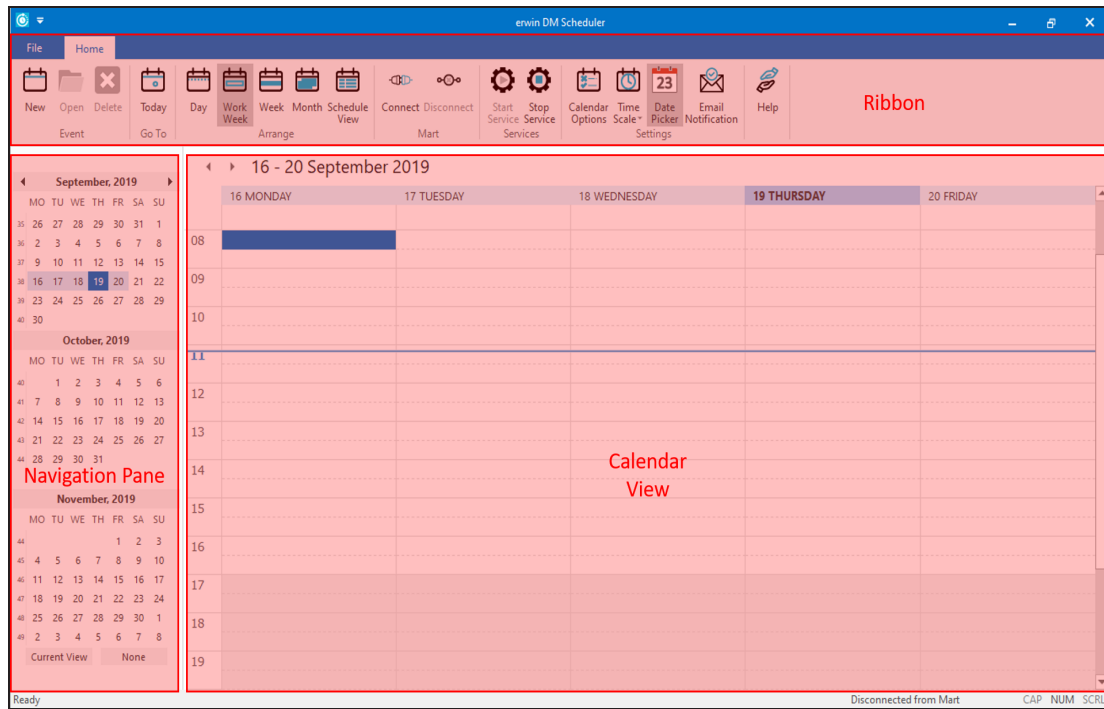 erwin DM Scheduler
File Home
New Open Delete Today Day Work Week Week Month Schedule View Connect Disconnect Start Service Stop Service Calendar Options Time Scale Date Picker 23 Email Notification Help
Event Go To Arrange Mart Services Settings
Ribbon
September, 2019
MO TU WE TH FR SA SU
35 26 27 28 29 30 31 1
36 2 3 4 5 6 7 8
37 9 10 11 12 13 14 15
38 16 17 18 19 20 21 22
39 23 24 25 26 27 28 29
40 30
October, 2019
MO TU WE TH FR SA SU
40 1 2 3 4 5 6
41 7 8 9 10 11 12 13
42 14 15 16 17 18 19 20
43 21 22 23 24 25 26 27
44 28 29 30 31
Navigation Pane
November, 2019
MO TU WE TH FR SA SU
44 1 2 3
45 4 5 6 7 8 9 10
46 11 12 13 14 15 16 17
47 18 19 20 21 22 23 24
48 25 26 27 28 29 30 1
49 2 3 4 5 6 7 8
Current View None
16 - 20 September 2019
16 MONDAY 17 TUESDAY 18 WEDNESDAY 19 THURSDAY 20 FRIDAY
08
09
10
11
12
13
14
Calendar
View
15
16
17
18
19
Ready Disconnected from Mart CAP NUM SCRL